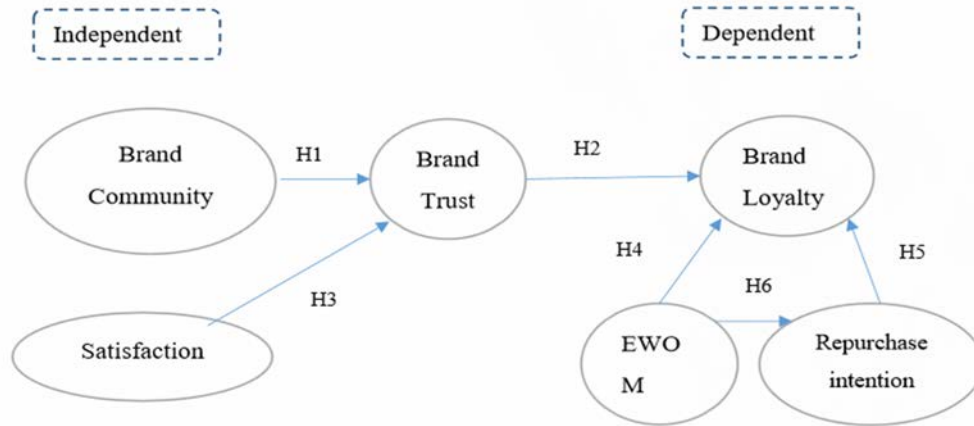 Independent
Dependent
Brand
Community
H1
Brand
Trust
H2
Brand
Loyalty
H3
H4
H5
H6
Satisfaction
EWO
M
Repurchase
intention